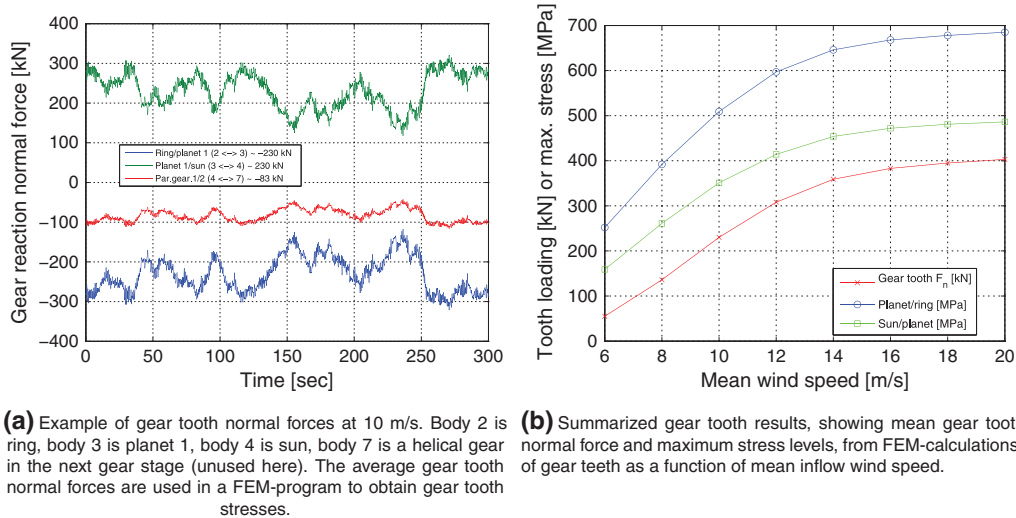 Gear reaction normal force [kN]
400
300
200
100
0
−100
−200
−300
−400
Ring/planet 1 (2 <−> 3) ~ −230 kN
Planet 1/sun (3 <−> 4) ~ 230 kN
Par.gear.1/2 (4 <−> 7) ~ −83 kN
0
50
100
150
200
250
300
Time [sec]
Tooth loading [kN] or max. stress [MPa]
700
600
500
400
300
200
100
0
Gear tooth F_n [kN]
Planet/ring [MPa]
Sun/planet [MPa]
6
8
10
12
14
16
18
20
Mean wind speed [m/s]
(a) Example of gear tooth normal forces at 10 m/s. Body 2 is
ring, body 3 is planet 1, body 4 is sun, body 7 is a helical gear
in the next gear stage (unused here). The average gear tooth
normal forces are used in a FEM-program to obtain gear tooth
stresses.
(b) Summarized gear tooth results, showing mean gear toot
normal force and maximum stress levels, from FEM-calculations
of gear teeth as a function of mean inflow wind speed.